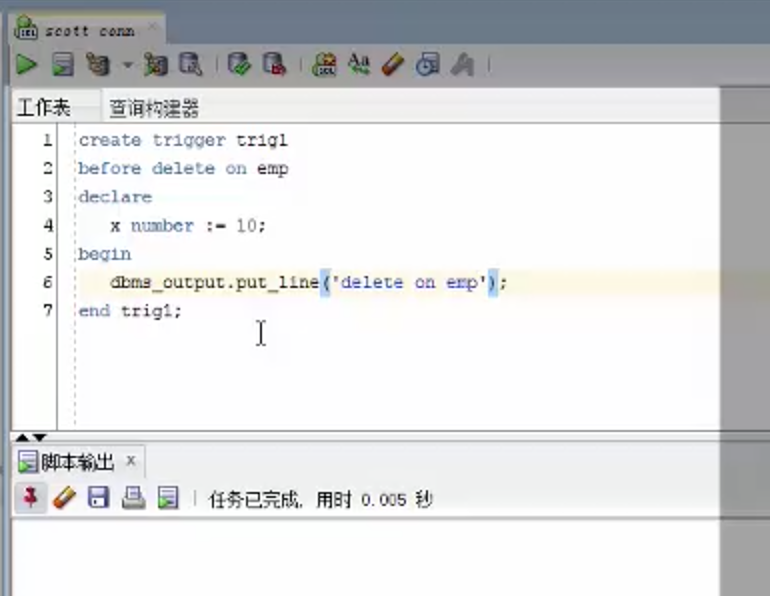 scott conn
工作表 查询构建器
1 create trigger trig1
2 before delete on emp
3 declare
4 x number := 10;
5 begin
6 dbms_output.put_line('delete on emp');
7 end trig1;
脚本输出 x
任务已完成, 用时 0.005 秒